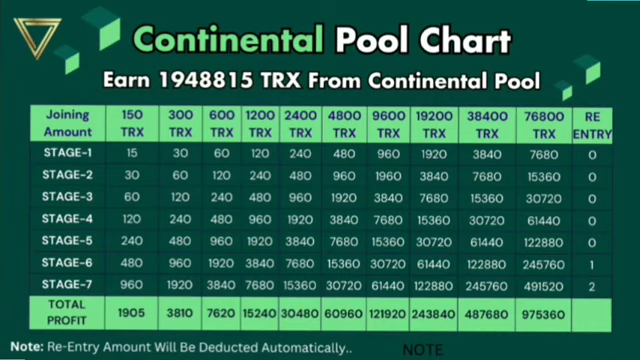 Continental Pool Chart
Earn 1948815 TRX From Continental Pool
Joining Amount 150 TRX 300 TRX 600 TRX 1200 TRX 2400 TRX 4800 TRX 9600 TRX 19200 TRX 38400 TRX 76800 TRX RE ENTRY
STAGE-1 15 30 60 120 240 480 960 1920 3840 7680 0
STAGE-2 30 60 120 240 480 960 1960 3840 7680 15360 0
STAGE-3 60 120 240 480 960 1920 3840 7680 15360 30720 0
STAGE-4 120 240 480 960 1920 3840 7680 15360 30720 61440 0
STAGE-5 240 480 960 1920 3840 7680 15360 30720 61440 122880 0
STAGE-6 480 960 1920 3840 7680 15360 30720 61440 122880 245760 1
STAGE-7 960 1920 3840 7680 15360 30720 61440 122880 245760 491520 2
TOTAL PROFIT 1905 3810 7620 15240 30480 60960 121920 243840 487680 975360
Note: Re-Entry Amount Will Be Deducted Automatically.. NOTE